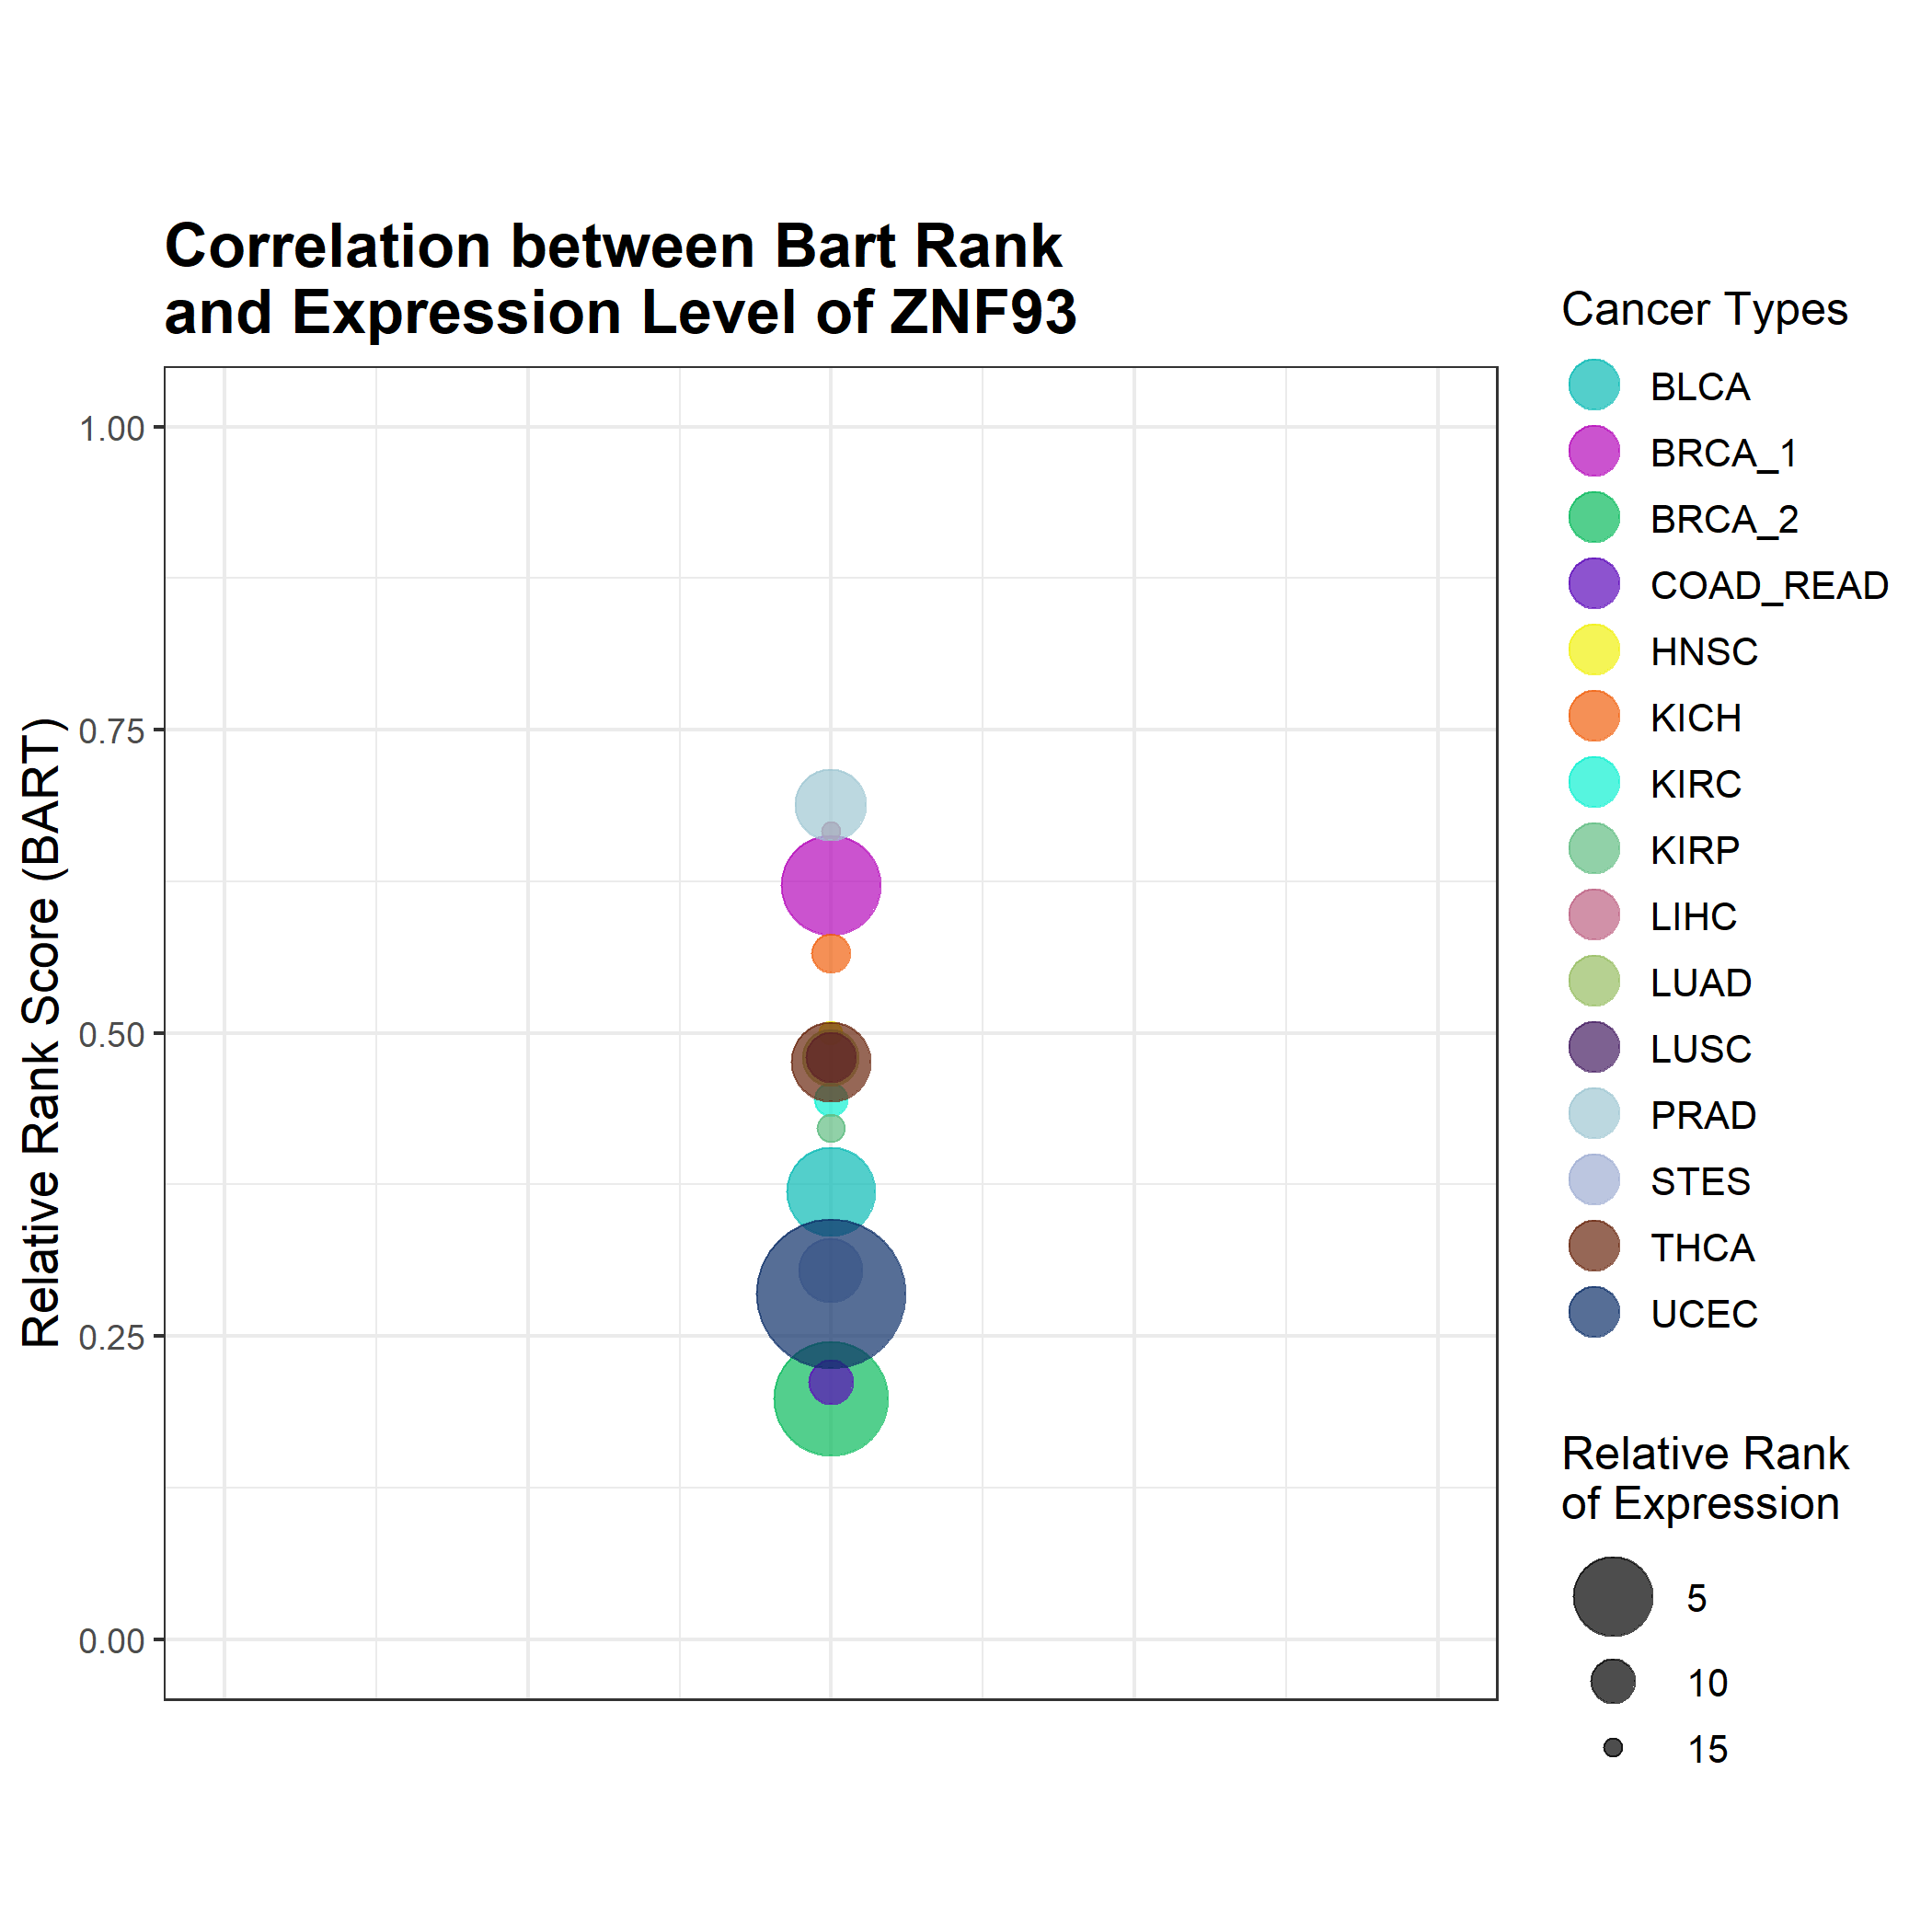 Correlation between Bart Rank
and Expression Level of ZNF93
Relative Rank Score (BART)
1.00
0.75
0.50
0.25
0.00
Cancer Types
BLCA
BRCA_1
BRCA_2
COAD_READ
HNSC
KICH
KIRC
KIRP
LIHC
LUAD
LUSC
PRAD
STES
THCA
UCEC
Relative Rank
of Expression
5
10
15